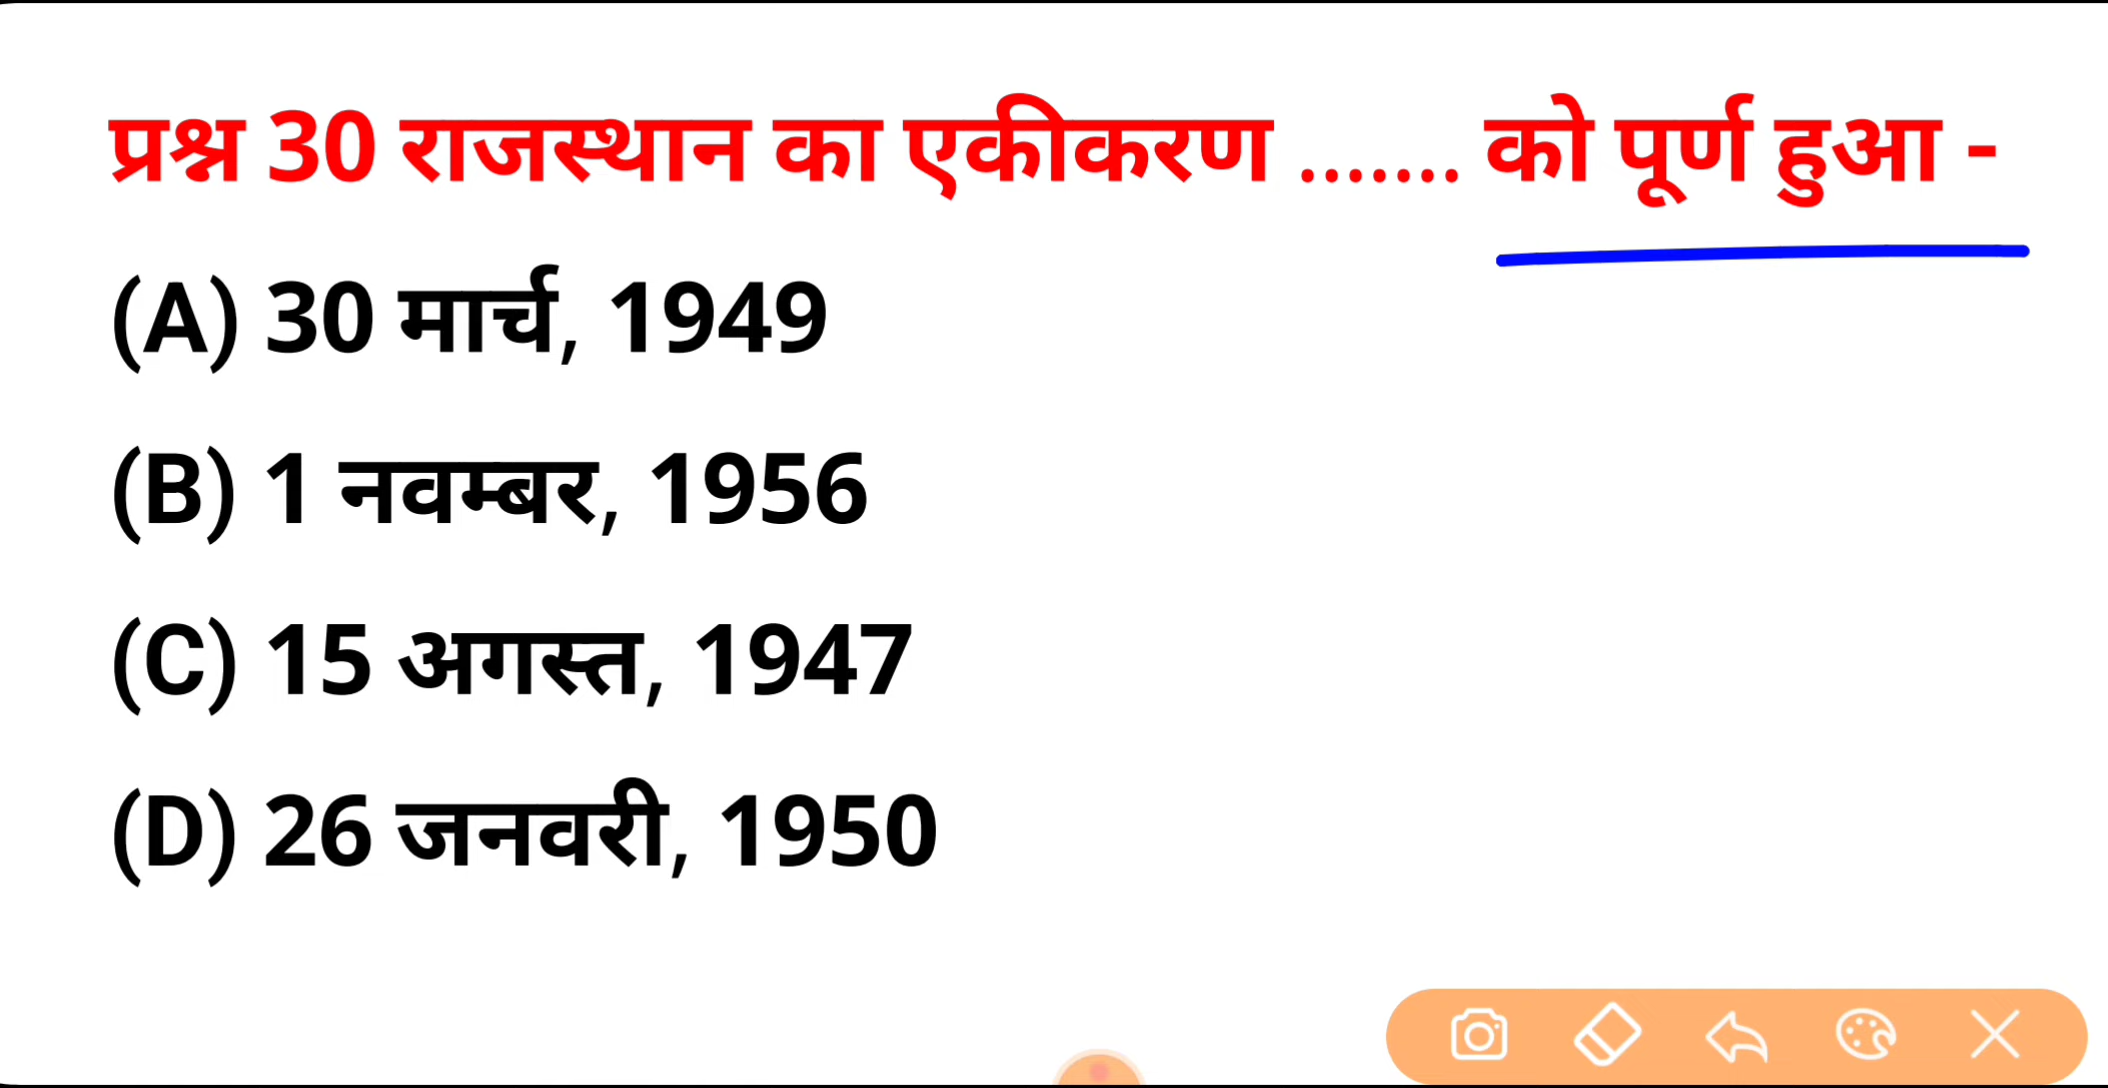 प्रश्न 30 राजस्थान का एकीकरण ....... को पूर्ण हुआ -
(A) 30 मार्च, 1949
(B) 1 नवम्बर, 1956
(C) 15 अगस्त, 1947
(D) 26 जनवरी, 1950